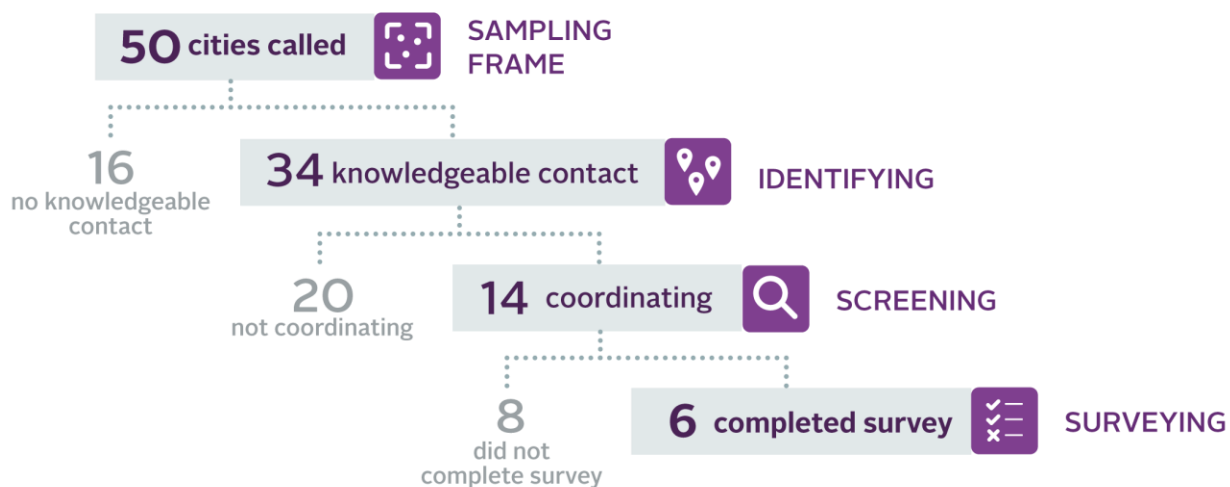 50 cities called
SAMPLING
FRAME
16
no knowledgeable
contact
34 knowledgeable contact
IDENTIFYING
20
not coordinating
14 coordinating
SCREENING
8
did not
complete survey
6 completed survey
SURVEYING